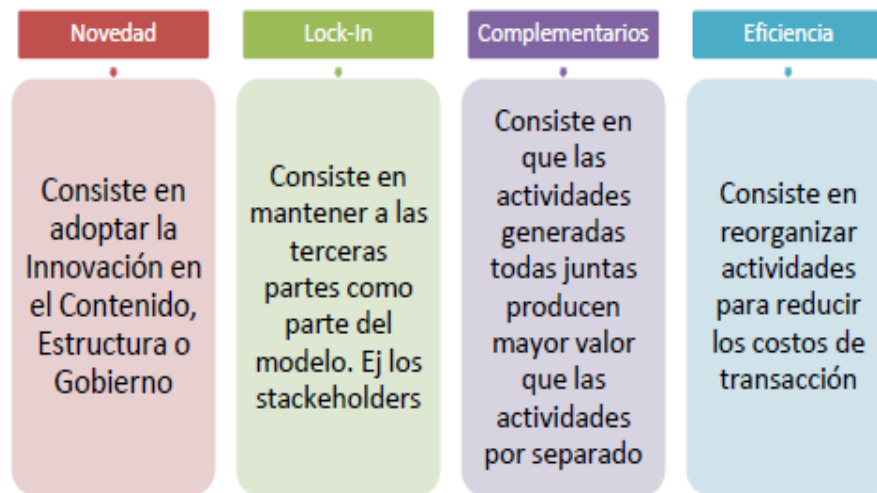 Novedad
Consiste en
adoptar la
Innovación en
el Contenido,
Estructura o
Gobierno
Lock-In
Consiste en
mantener a las
terceras
partes como
parte del
modelo. Ej los
stackeholders
Complementarios
Consiste en
que las
actividades
generadas
todas juntas
producen
mayor valor
que las
actividades
por separado
Eficiencia
Consiste en
reorganizar
actividades
para reducir
los costos de
transacción